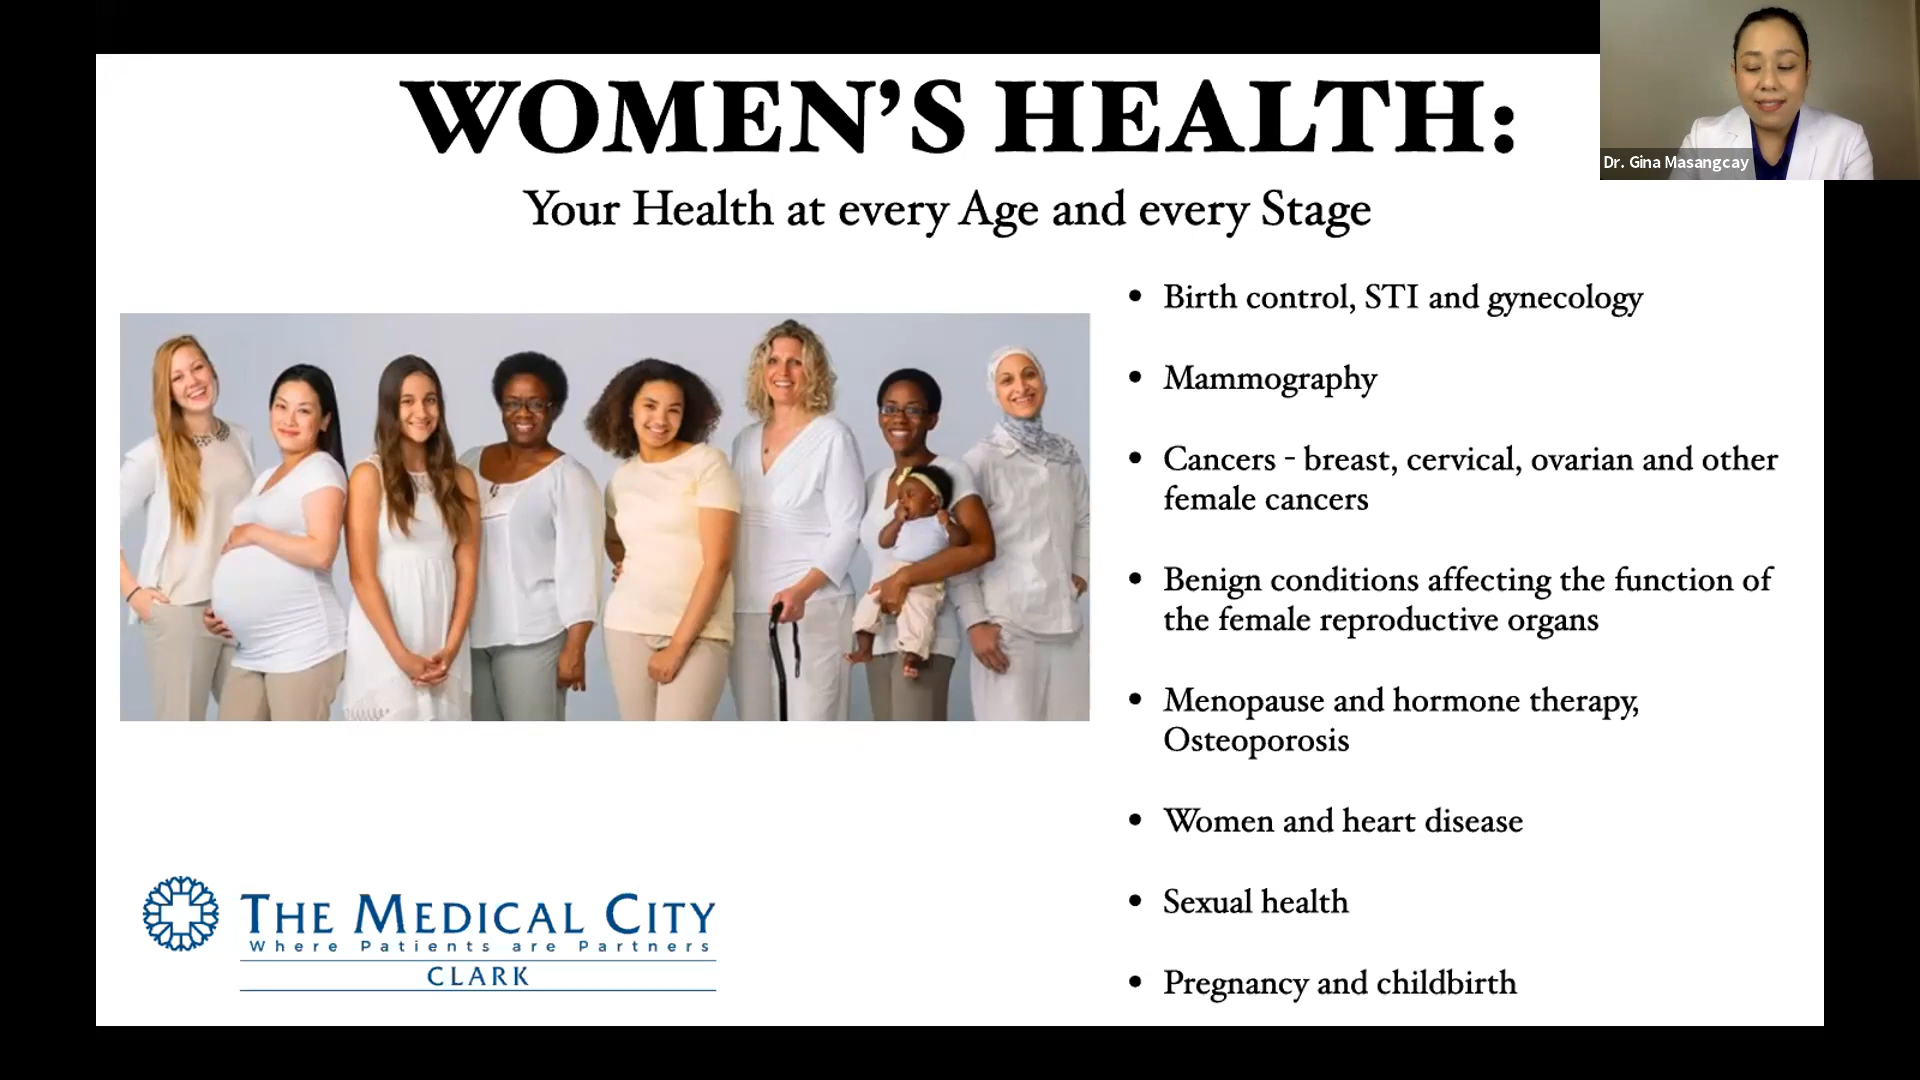 WOMEN'S HEALTH:
Your Health at every Age and every Stage
Dr. Gina Masangcay
• Birth control, STI and gynecology
• Mammography
• Cancers - breast, cervical, ovarian and other
female cancers
• Benign conditions affecting the function of
the female reproductive organs
• Menopause and hormone therapy,
Osteoporosis
• Women and heart disease
• Sexual health
• Pregnancy and childbirth
THE MEDICAL CITY
Where Patients are Partners
CLARK